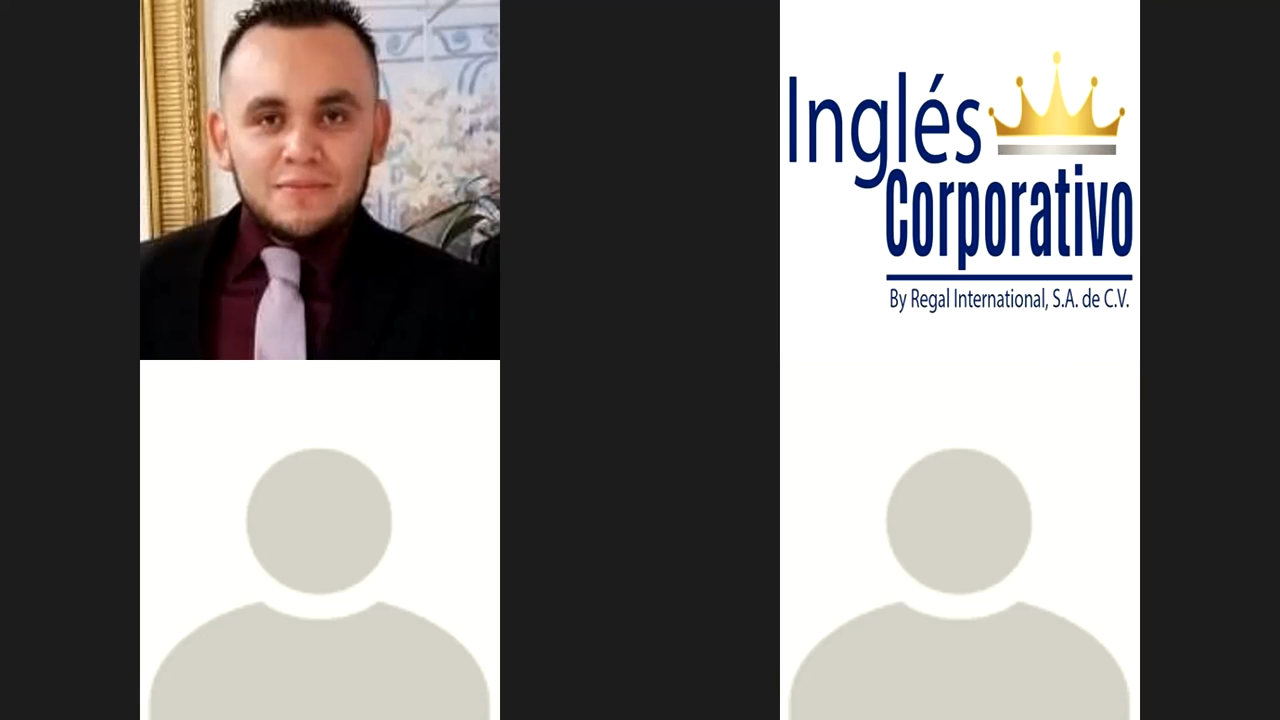 Inglés
Corporativo
By Regal International, S.A. de C.V.